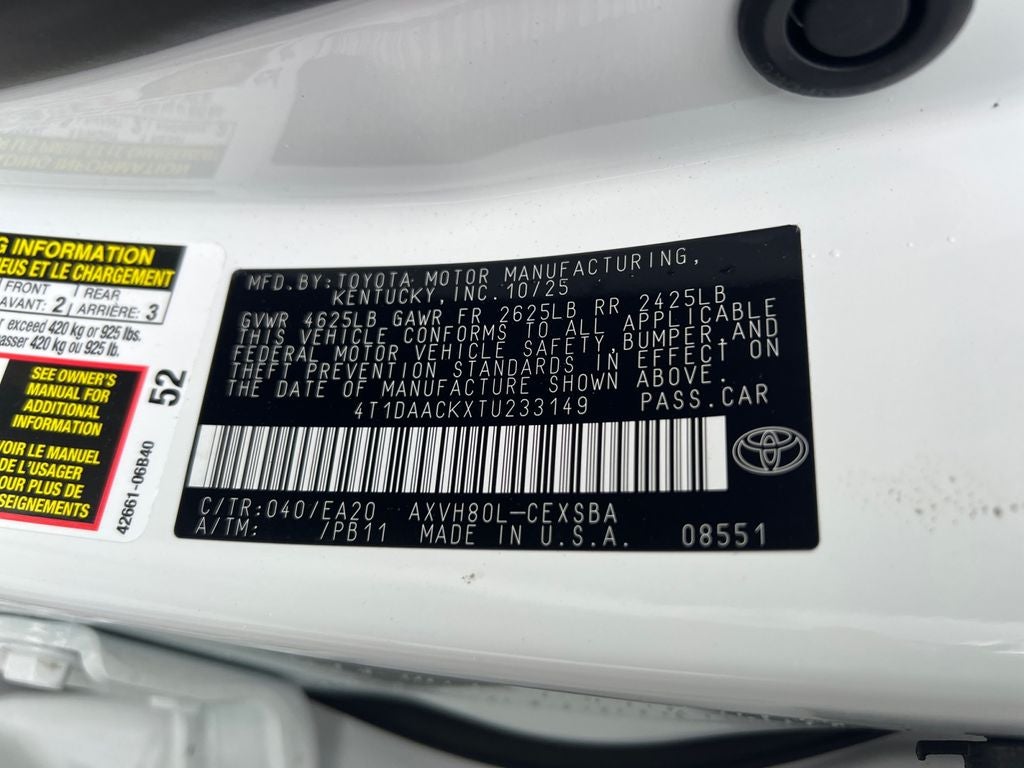 G INFORMATION
EUS ET LE CHARGEMENT
FRONT
AVANT: 2
REAR
ARRIÈRE: 3
r exceed 420 kg or 925 lbs.
asser 420 kg ou 925 lb.
SEE OWNER'S
MANUAL FOR
ADDITIONAL
INFORMATION
VOIR LE MANUEL
DE L'USAGER
POUR PLUS DE
SEIGNEMENTS
52
42661-06B40
MFD.BY:TOYOTA MOTOR MANUFACTURING,
KENTUCKY,INC.10/25
GVWR 4625LB GAWR FR 2625LB RR 2425LB
THIS VEHICLE CONFORMS TO ALL APPLICABLE
FEDERAL MOTOR VEHICLE SAFETY,BUMPER,AND
THEFT PREVENTION STANDARDS IN EFFECT ON
THE DATE OF MANUFACTURE SHOWN ABOVE.
4T1DAACKXTU233149 PASS.CAR
C/TR:040/EA20 AXVH80L-CEXSBA
A/TM: /PB11 MADE IN U.S.A. 08551